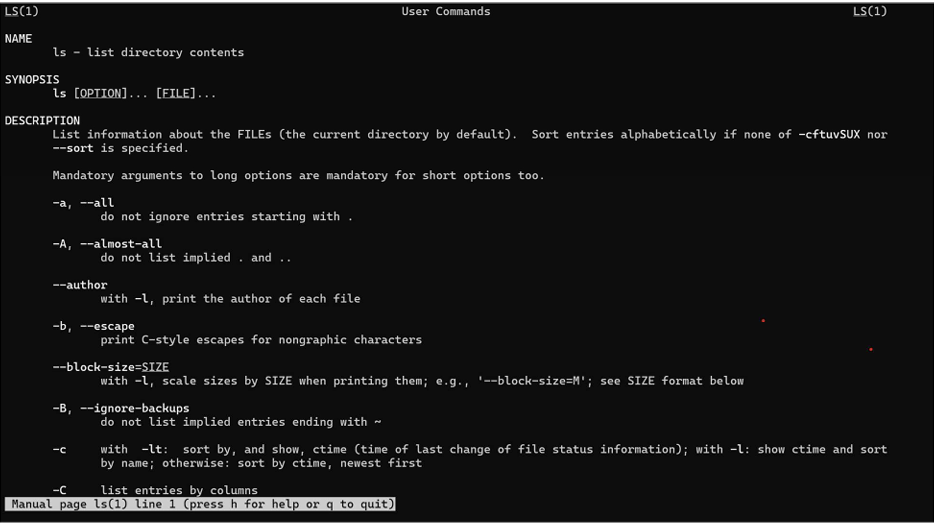 LS(1) User Commands LS(1)
NAME
ls - list directory contents
SYNOPSIS
ls [OPTION]... [FILE]...
DESCRIPTION
List information about the FILEs (the current directory by default). Sort entries alphabetically if none of -cftuvSUX nor
--sort is specified.
Mandatory arguments to long options are mandatory for short options too.
-a, --all
do not ignore entries starting with .
-A, --almost-all
do not list implied . and ..
--author
with -l, print the author of each file
-b, --escape
print C-style escapes for nongraphic characters
--block-size=SIZE
with -l, scale sizes by SIZE when printing them; e.g., '--block-size=M'; see SIZE format below
-B, --ignore-backups
do not list implied entries ending with ~
-c with -lt: sort by, and show, ctime (time of last change of file status information); with -l: show ctime and sort
by name; otherwise: sort by ctime, newest first
-C list entries by columns
Manual page ls(1) line 1 (press h for help or q to quit)